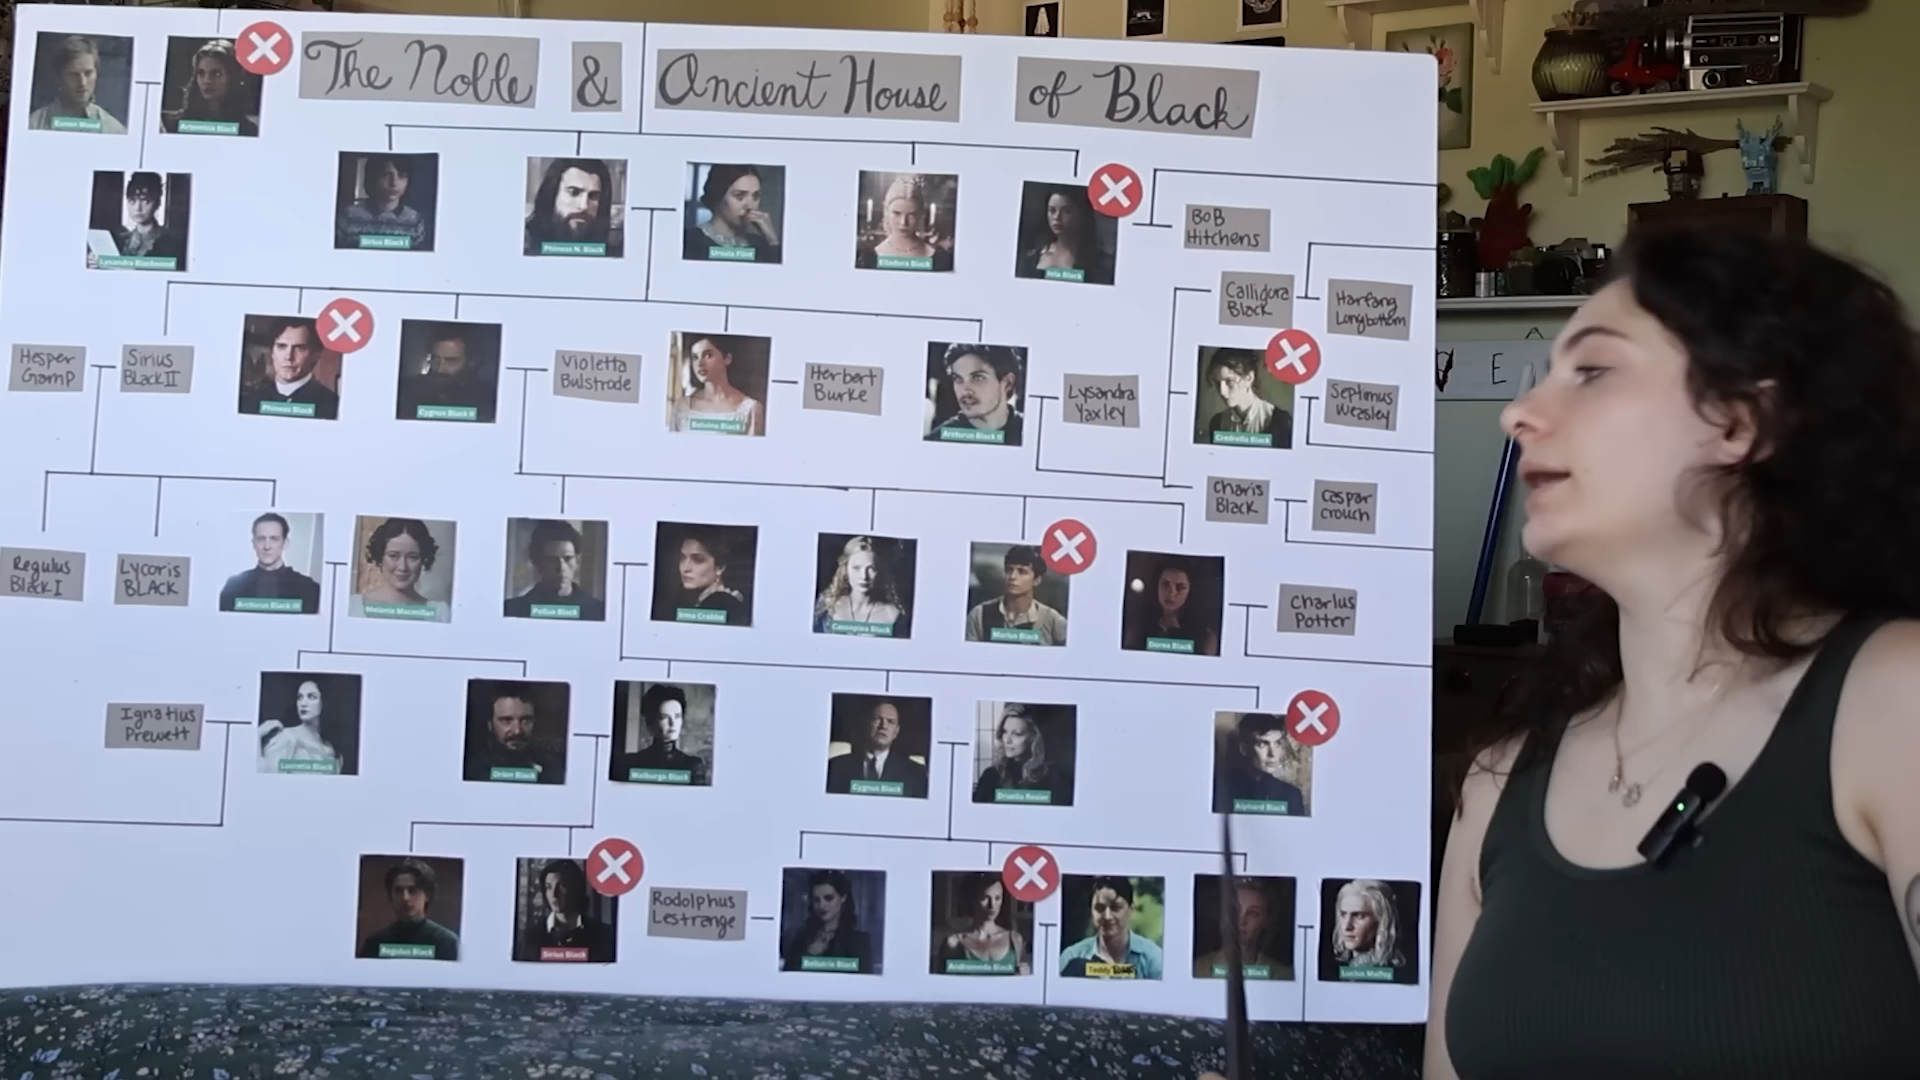 The Noble & Ancient House of Black
Artemisia Black
Sirius Black I
Phineas N. Black
Ursula Flint
Elladora Black
Isla Black
Bob
Hitchens
Callidora
Black
Harfang
Longbottom
Hesper
Gamp
Sirius
Black II
Phineas Black
Cygnus Black II
Violetta
Bulstrode
Belvina Black
Herbert
Burke
Arcturus Black II
Lysandra
Yaxley
Cedrella Black
Septimus
Weasley
Charis
Black
Caspar
Crouch
Regulus
Black I
Lycoris
Black
Arcturus Black III
Melania Macmillan
Pollux Black
Irma Crabbe
Cassiopeia Black
Marius Black
Dorea Black
Charlus
Potter
Ignatius
Prewett
Lucretia Black
Orion Black
Walburga Black
Cygnus Black
Druella Rosier
Alphard Black
Regulus Black
Sirius Black
Rodolphus
Lestrange
Bellatrix Black
Andromeda Black
Black
Lucius Malfoy
E